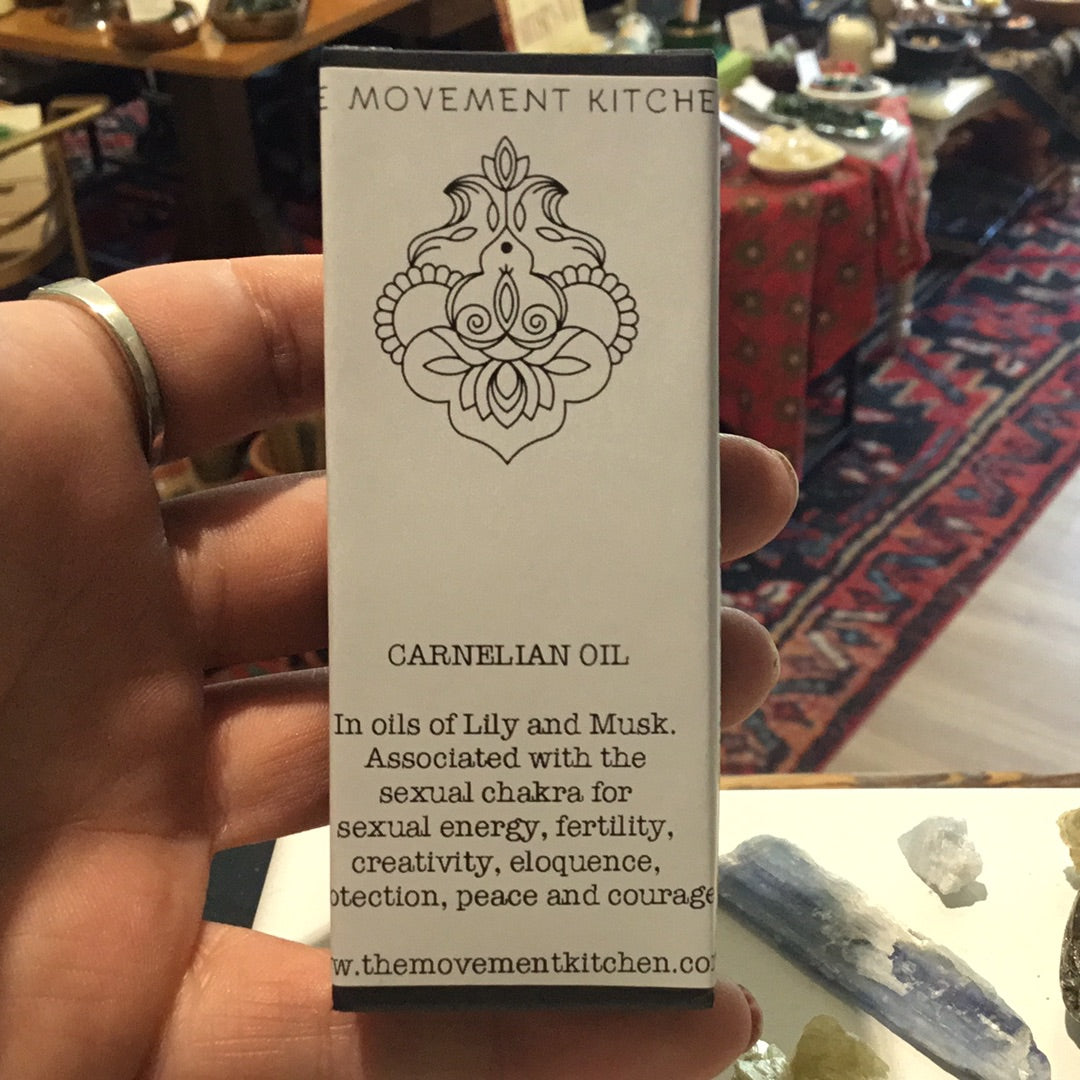 E MOVEMENT KITCHE
CARNELIAN OIL
In oils of Lily and Musk.
Associated with the
sexual chakra for
sexual energy, fertility,
creativity, eloquence,
otection, peace and courage
w.themovementkitchen.co